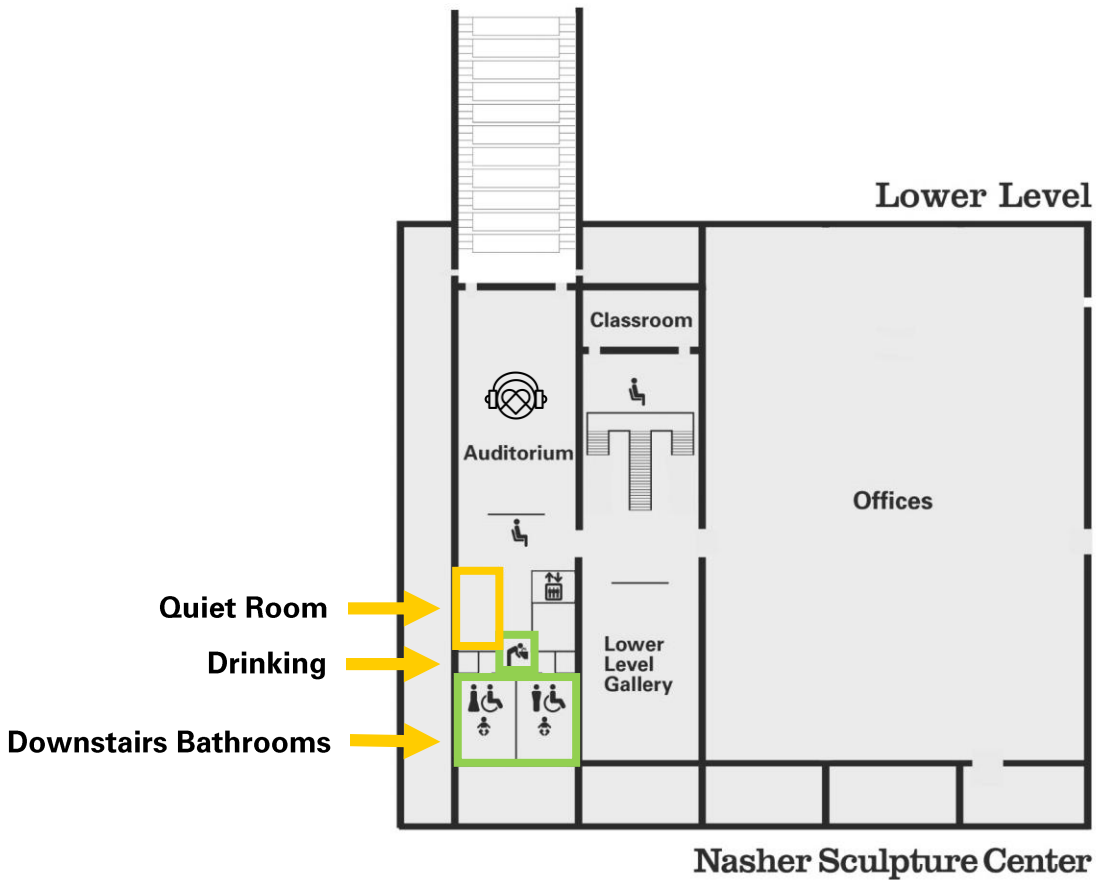 Lower Level
Classroom
Auditorium
Offices
Quiet Room
Drinking
Lower
Level
Gallery
Downstairs Bathrooms
Nasher Sculpture Center